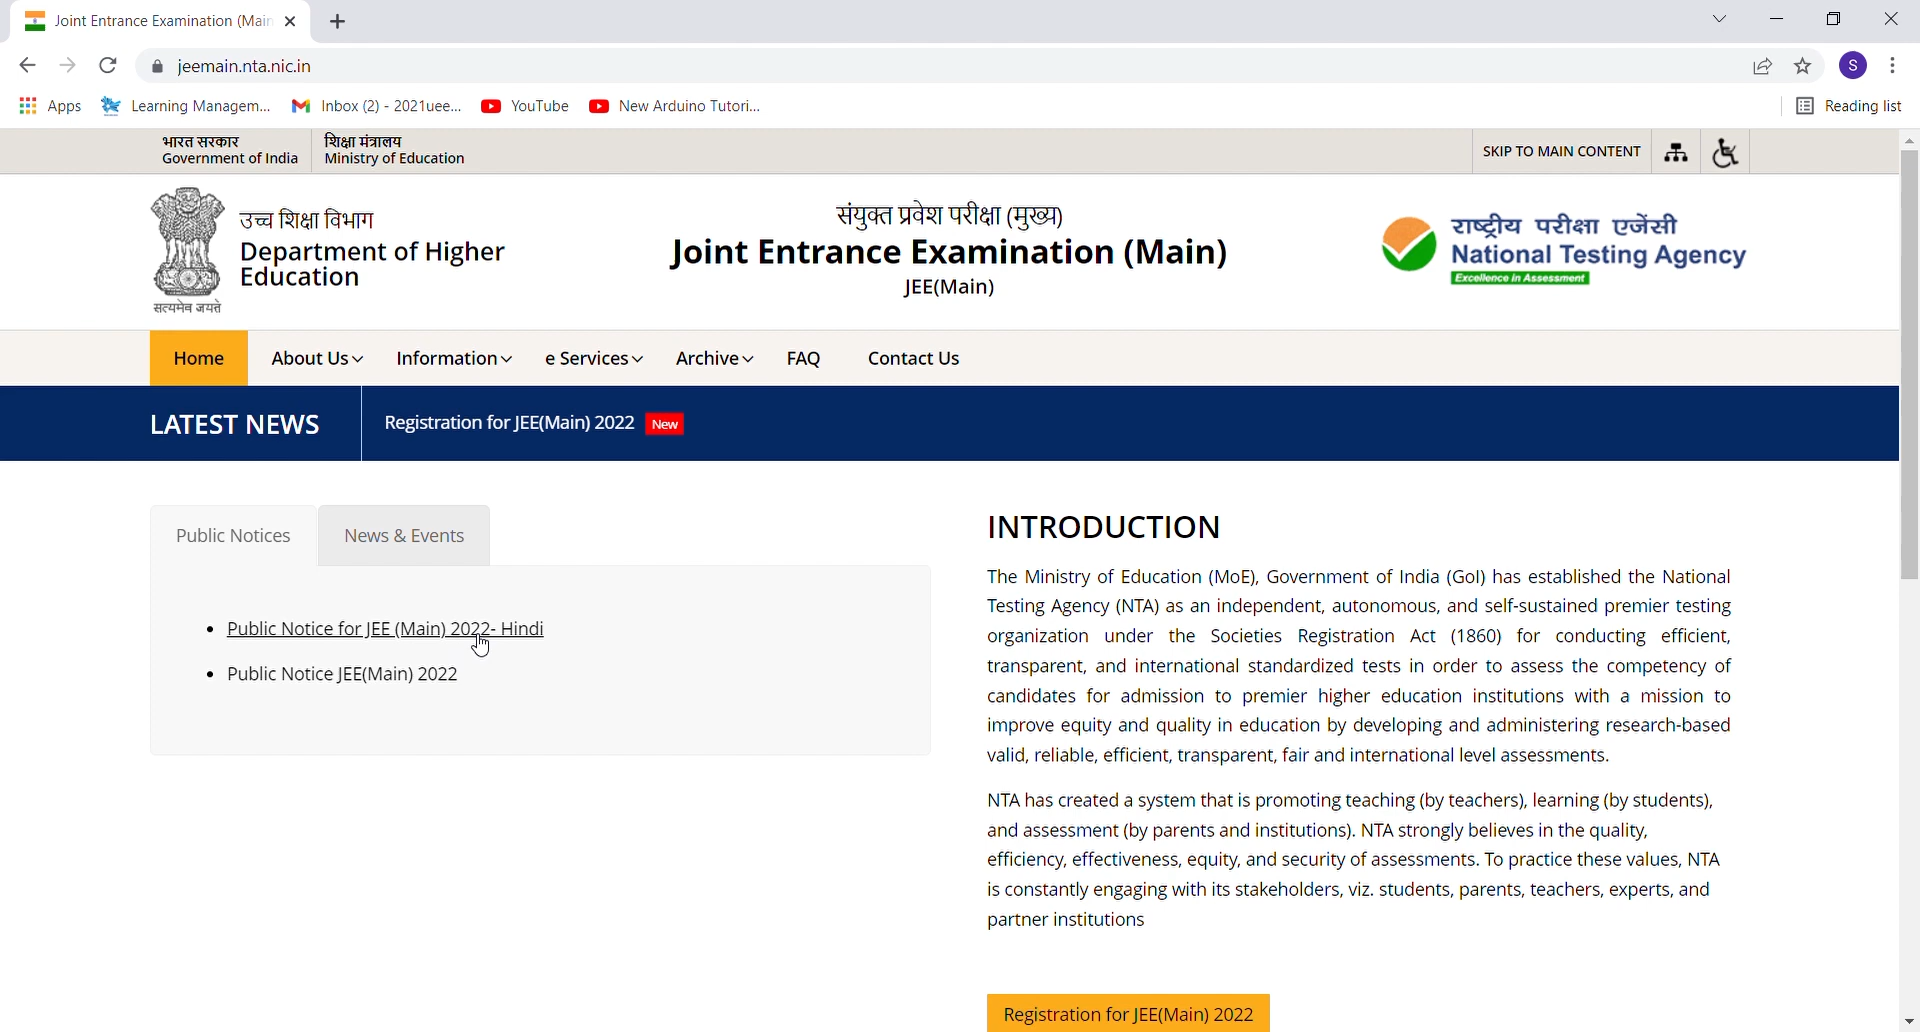 Joint Entrance Examination (Main
jeemain.nta.nic.in
S
Apps
Learning Managem...
Inbox (2) - 2021uee...
YouTube
New Arduino Tutori...
Reading list
भारत सरकार
Government of India
शिक्षा मंत्रालय
Ministry of Education
SKIP TO MAIN CONTENT
उच्च शिक्षा विभाग
Department of Higher
Education
सत्यमेव जयते
संयुक्त प्रवेश परीक्षा (मुख्य)
Joint Entrance Examination (Main)
JEE(Main)
राष्ट्रीय परीक्षा एजेंसी
National Testing Agency
Excellence in Assessment
Home
About Us
Information
e Services
Archive
FAQ
Contact Us
LATEST NEWS
Registration for JEE(Main) 2022 New
Public Notices
News & Events
Public Notice for JEE (Main) 2022- Hindi
Public Notice JEE(Main) 2022
INTRODUCTION
The Ministry of Education (MoE), Government of India (GoI) has established the National
Testing Agency (NTA) as an independent, autonomous, and self-sustained premier testing
organization under the Societies Registration Act (1860) for conducting efficient,
transparent, and international standardized tests in order to assess the competency of
candidates for admission to premier higher education institutions with a mission to
improve equity and quality in education by developing and administering research-based
valid, reliable, efficient, transparent, fair and international level assessments.
NTA has created a system that is promoting teaching (by teachers), learning (by students),
and assessment (by parents and institutions). NTA strongly believes in the quality,
efficiency, effectiveness, equity, and security of assessments. To practice these values, NTA
is constantly engaging with its stakeholders, viz. students, parents, teachers, experts, and
partner institutions
Registration for JEE(Main) 2022